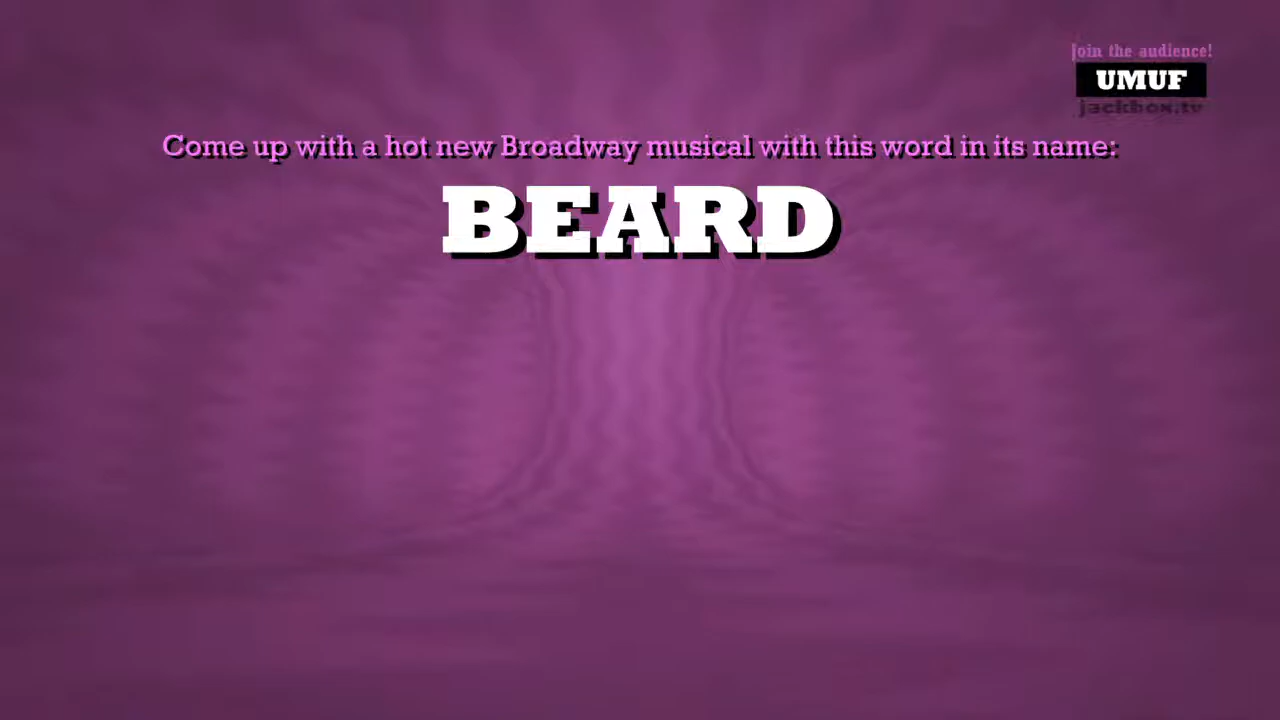 Join the audience!
UMUF
jackbox.tv
Come up with a hot new Broadway musical with this word in its name:
BEARD